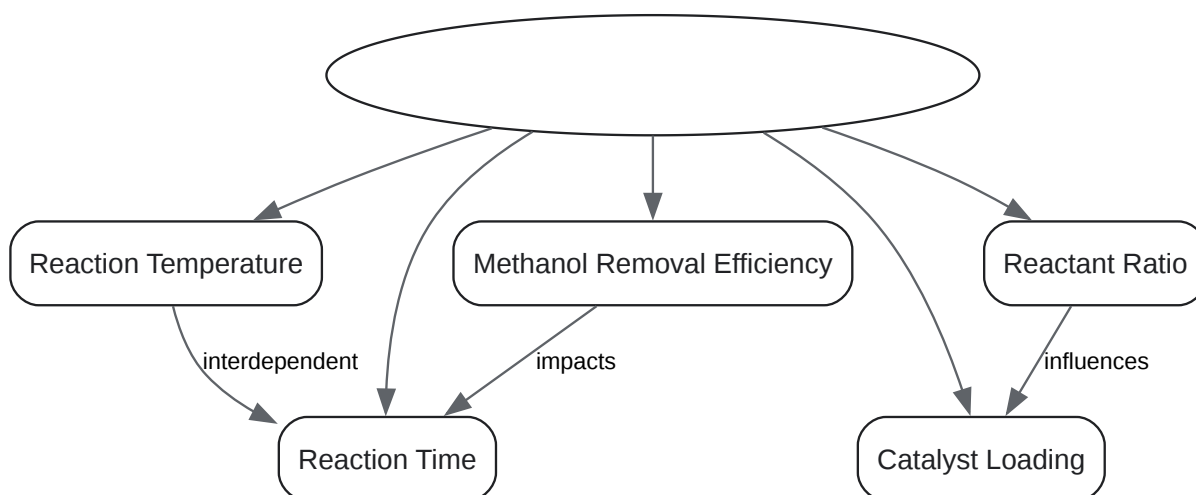 Reaction Temperature
Methanol Removal Efficiency
Reactant Ratio
interdependent
impacts
influences
Reaction Time
Catalyst Loading